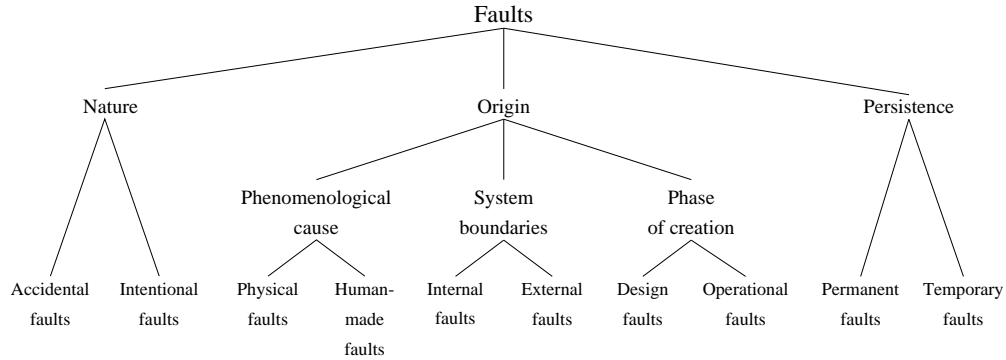 Faults
Nature Origin Persistence
Phenomenological
cause
System
boundaries
Phase
of creation
Accidental
faults
Intentional
faults
Physical
faults
Human-
made
faults
Internal
faults
External
faults
Design
faults
Operational
faults
Permanent
faults
Temporary
faults